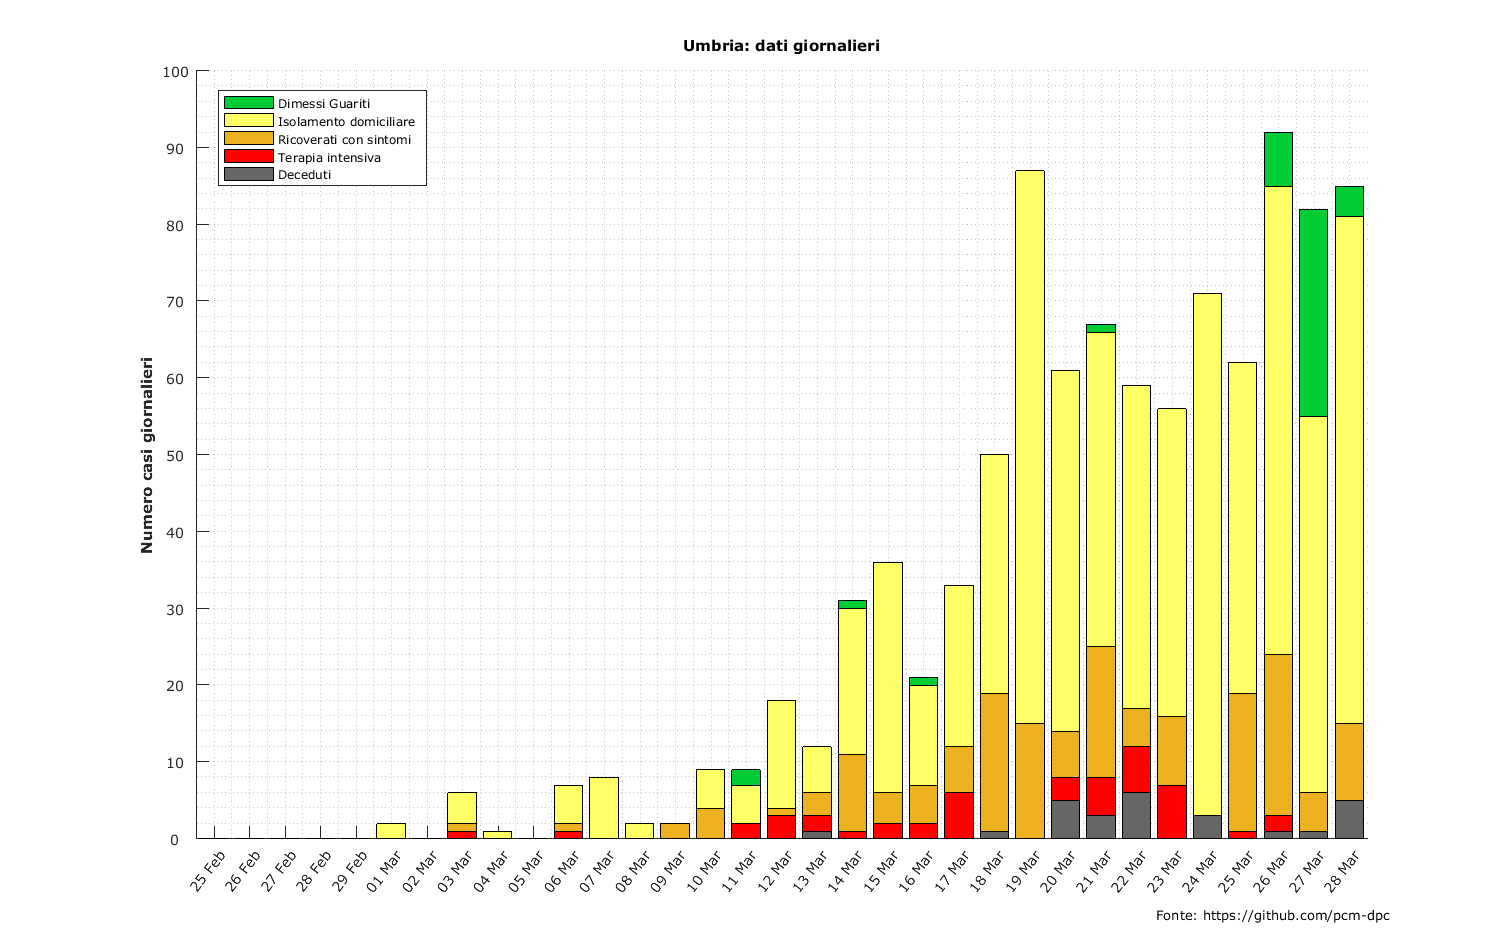 Umbria: dati giornalieri
Dimessi Guariti
Isolamento domiciliare
Ricoverati con sintomi
Terapia intensiva
Deceduti
Numero casi giornalieri
100
90
80
70
60
50
40
30
20
10
0
25 Feb
26 Feb
27 Feb
28 Feb
29 Feb
01 Mar
02 Mar
03 Mar
04 Mar
05 Mar
06 Mar
07 Mar
08 Mar
09 Mar
10 Mar
11 Mar
12 Mar
13 Mar
14 Mar
15 Mar
16 Mar
17 Mar
18 Mar
19 Mar
20 Mar
21 Mar
22 Mar
23 Mar
24 Mar
25 Mar
26 Mar
27 Mar
28 Mar
Fonte: https://github.com/pcm-dpc